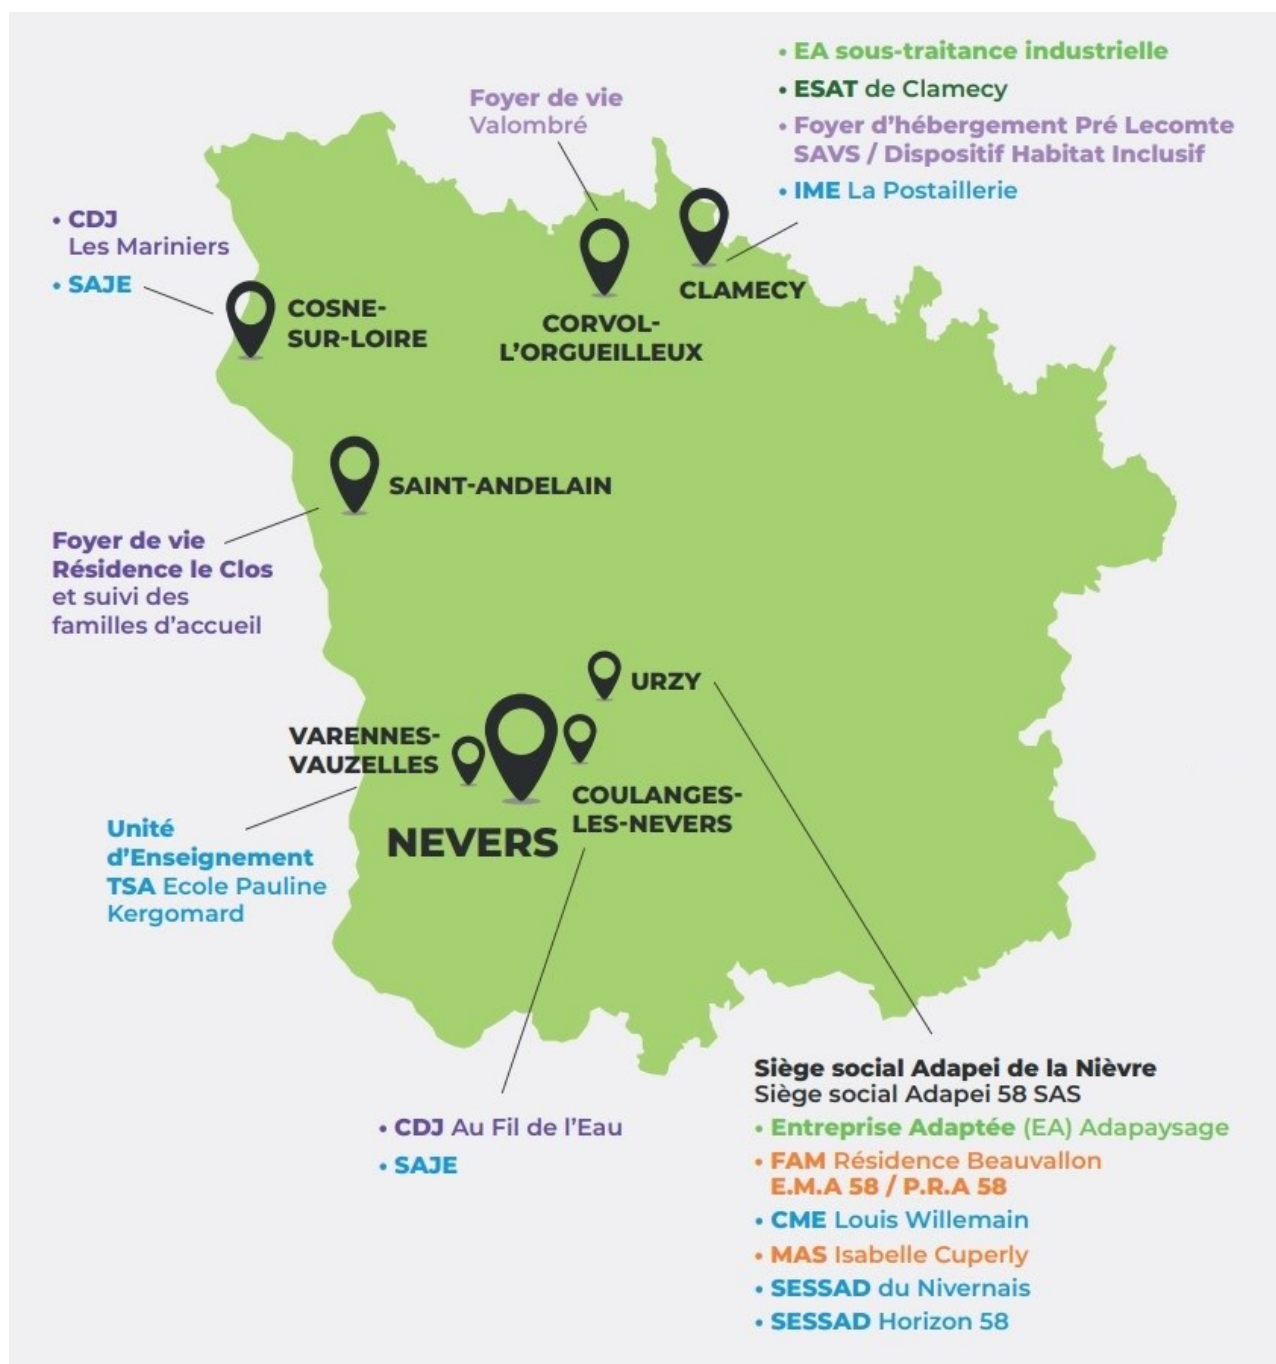 • EA sous-traitance industrielle
• ESAT de Clamecy
• Foyer d’hébergement Pré Lecomte
SAVS / Dispositif Habitat Inclusif
• IME La Postaillerie
Foyer de vie
Valombré
• CDJ
Les Mariniers
• SAJE
COSNE-
SUR-LOIRE
CORVOL-
L’ORGUEILLEUX
CLAMECY
SAINT-ANDELAIN
Foyer de vie
Résidence le Clos
et suivi des
familles d’accueil
URZY
VARENNES-
VAUZELLES
COULANGES-
LES-NEVERS
NEVERS
Unité
d’Enseignement
TSA Ecole Pauline
Kergomard
• CDJ Au Fil de l’Eau
• SAJE
Siège social Adapei de la Nièvre
Siège social Adapei 58 SAS
• Entreprise Adaptée (EA) Adapaysage
• FAM Résidence Beauvallon
E.M.A 58 / P.R.A 58
• CME Louis Willemain
• MAS Isabelle Cuperly
• SESSAD du Nivernais
• SESSAD Horizon 58